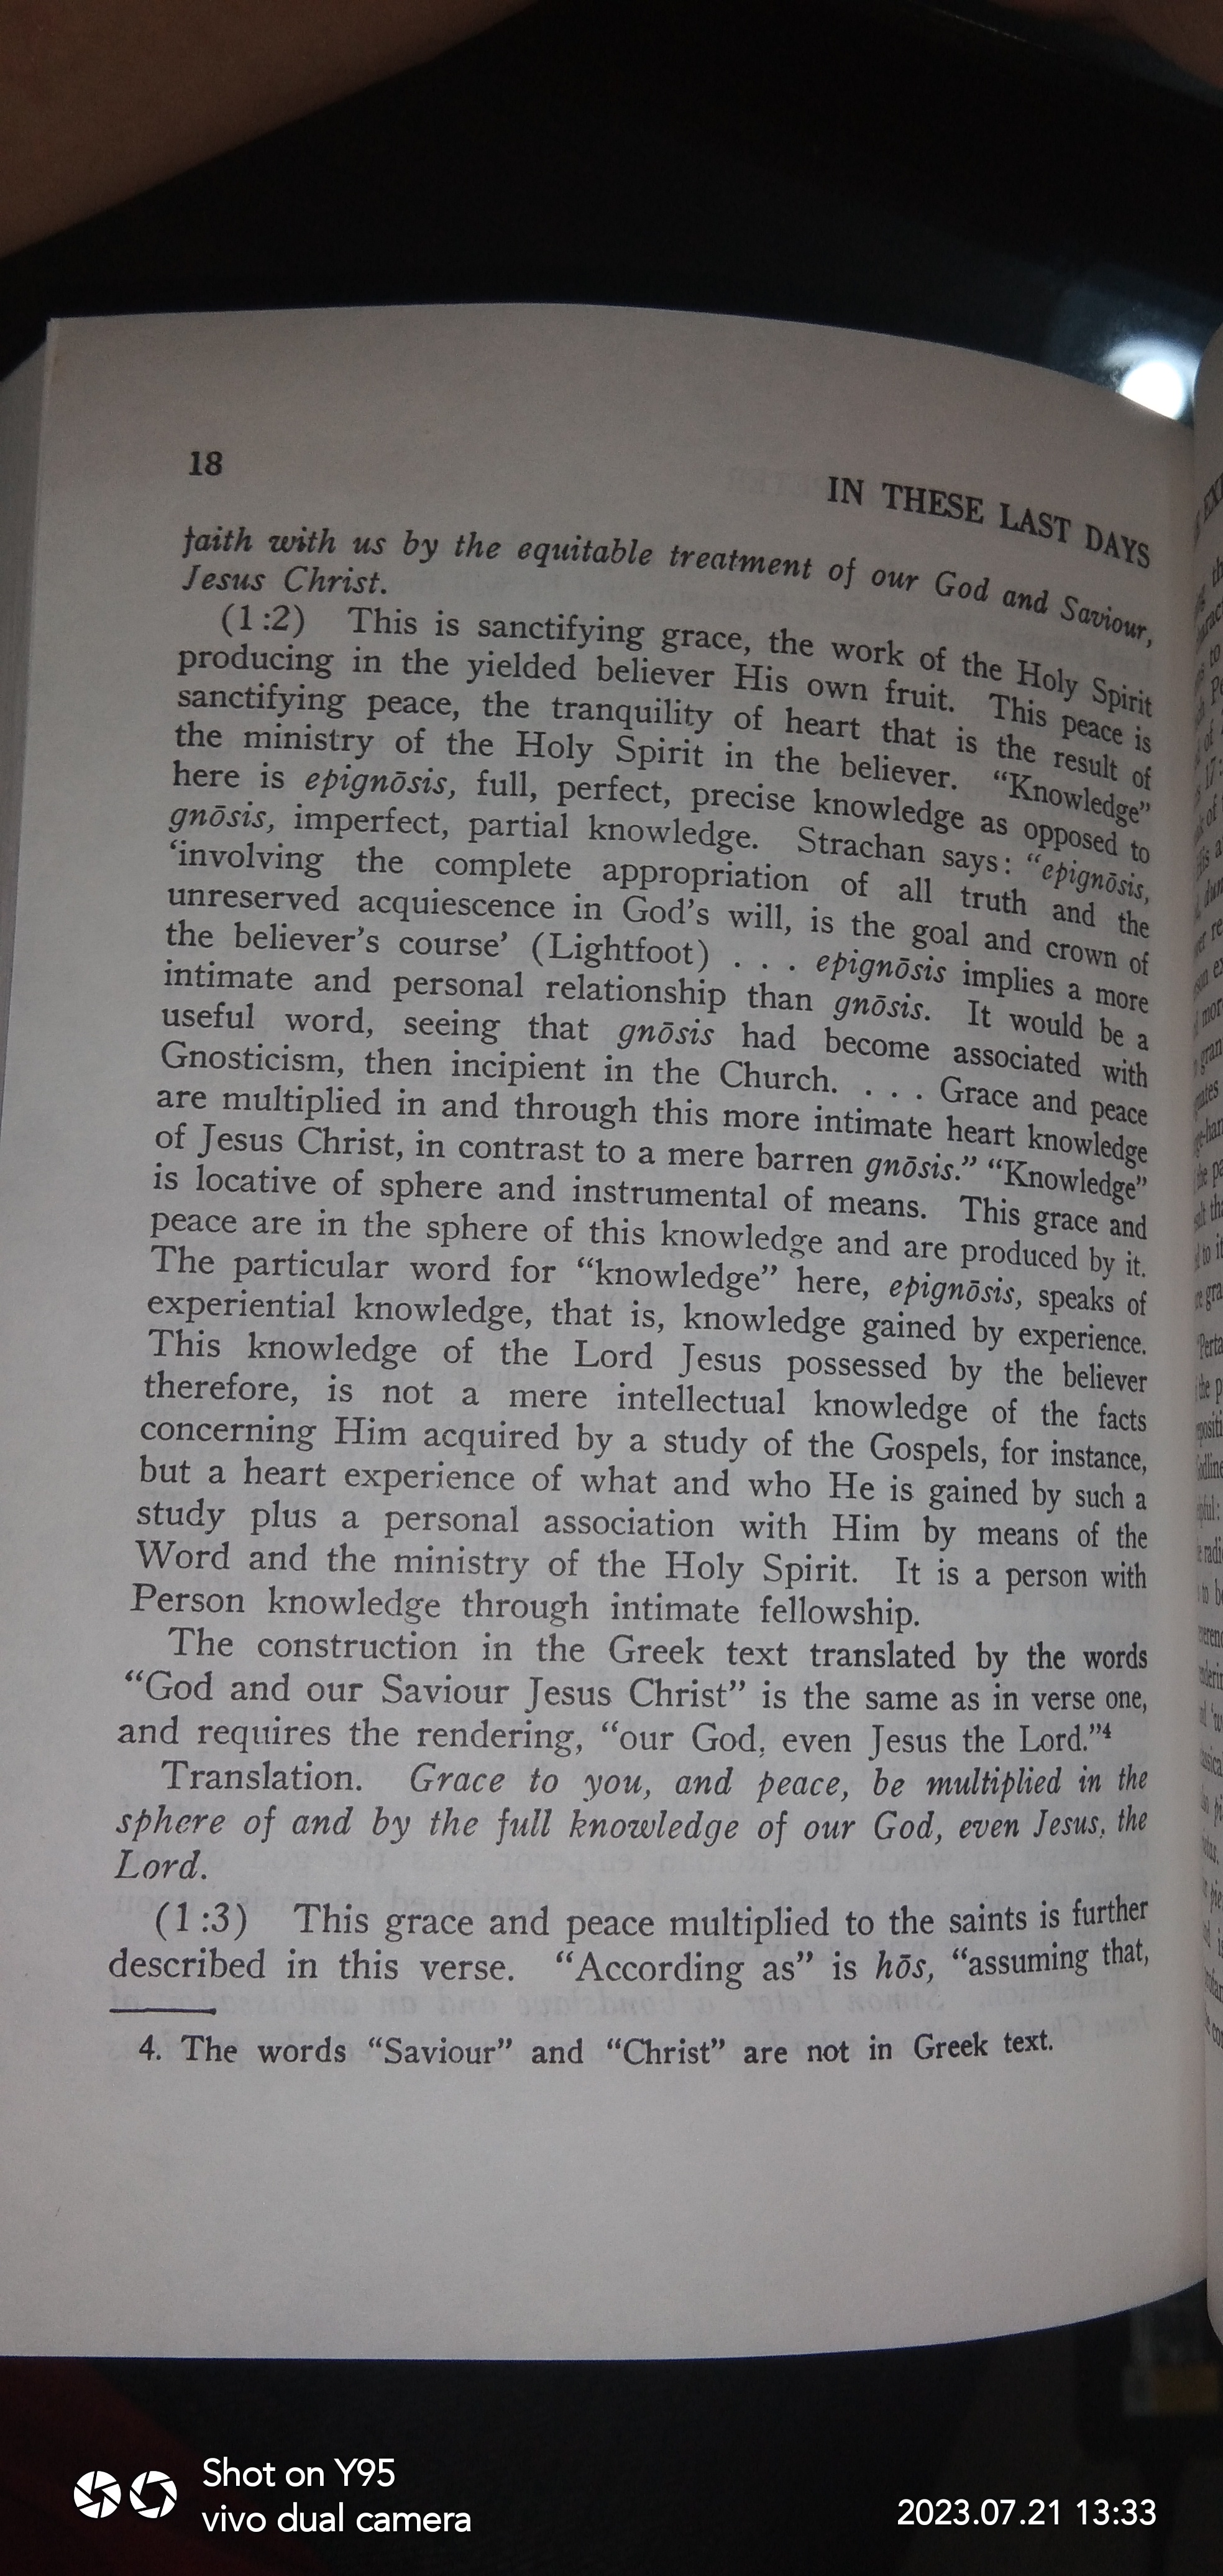 18
IN THESE LAST DAYS
faith with us by the equitable treatment of our God and Saviour,
Jesus Christ.
(1:2) This is sanctifying grace, the work of the Holy Spirit
producing in the yielded believer His own fruit. This peace is
sanctifying peace, the tranquility of heart that is the result of
the ministry of the Holy Spirit in the believer. “Knowledge”
here is epignōsis, full, perfect, precise knowledge as opposed to
gnōsis, imperfect, partial knowledge. Strachan says: “epignōsis,
‘involving the complete appropriation of all truth and the
unreserved acquiescence in God’s will, is the goal and crown of
the believer’s course’ (Lightfoot) . . . epignōsis implies a more
intimate and personal relationship than gnōsis. It would be a
useful word, seeing that gnōsis had become associated with
Gnosticism, then incipient in the Church. . . . Grace and peace
are multiplied in and through this more intimate heart knowledge
of Jesus Christ, in contrast to a mere barren gnōsis.” “Knowledge”
is locative of sphere and instrumental of means. This grace and
peace are in the sphere of this knowledge and are produced by it.
The particular word for “knowledge” here, epignōsis, speaks of
experiential knowledge, that is, knowledge gained by experience.
This knowledge of the Lord Jesus possessed by the believer
therefore, is not a mere intellectual knowledge of the facts
concerning Him acquired by a study of the Gospels, for instance,
but a heart experience of what and who He is gained by such a
study plus a personal association with Him by means of the
Word and the ministry of the Holy Spirit. It is a person with
Person knowledge through intimate fellowship.
The construction in the Greek text translated by the words
“God and our Saviour Jesus Christ” is the same as in verse one,
and requires the rendering, “our God, even Jesus the Lord.”4
Translation. Grace to you, and peace, be multiplied in the
sphere of and by the full knowledge of our God, even Jesus, the
Lord.
(1:3) This grace and peace multiplied to the saints is further
described in this verse. “According as” is hōs, “assuming that,
4. The words “Saviour” and “Christ” are not in Greek text.
Shot on Y95
vivo dual camera
2023.07.21 13:33